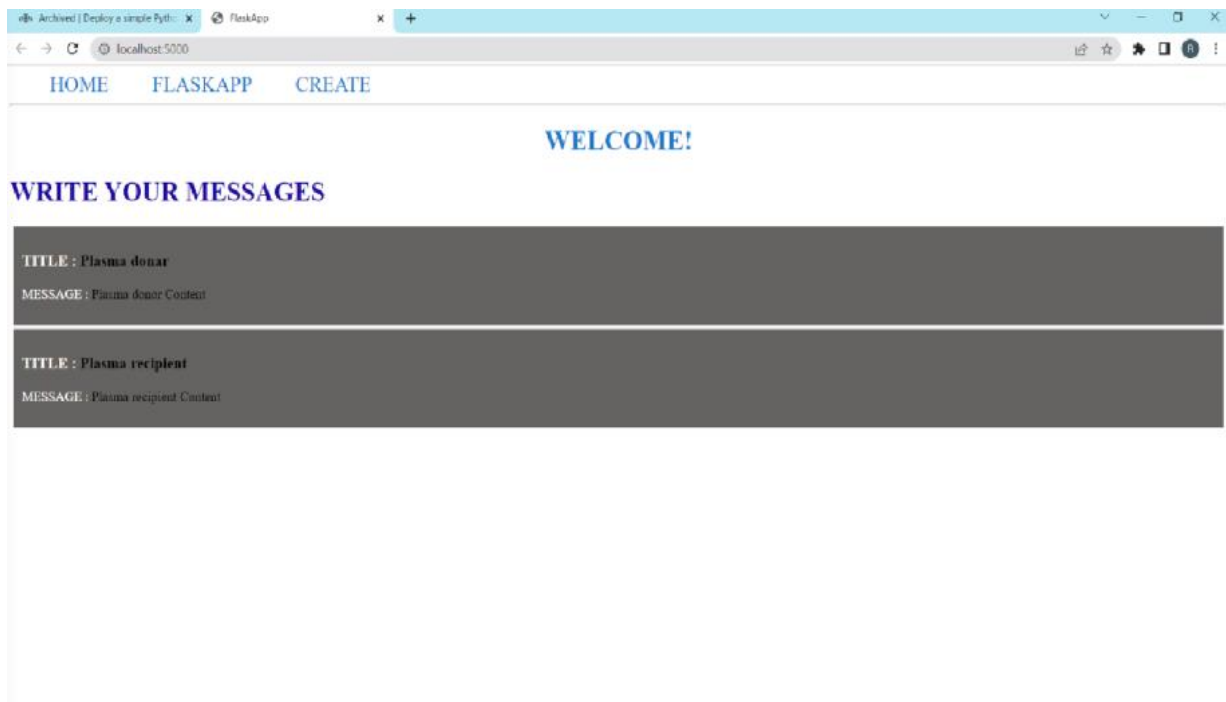 Archived | Deploy a simple Pytho
FlaskApp
localhost:5000
R
HOME FLASKAPP CREATE
WELCOME!
WRITE YOUR MESSAGES
TITLE : Plasma donar
MESSAGE : Plasma donor Content
TITLE : Plasma recipient
MESSAGE : Plasma recipient Content